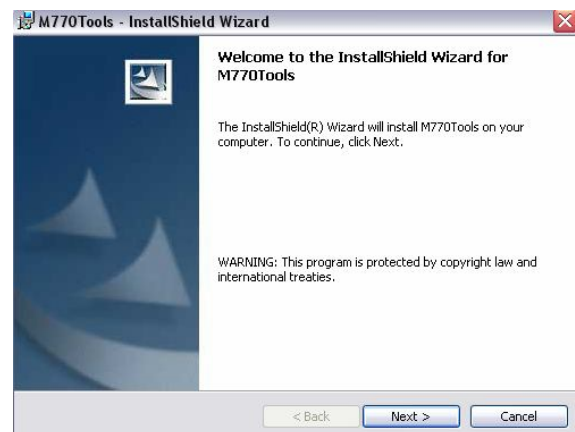 M770Tools - InstallShield Wizard
Welcome to the InstallShield Wizard for
M770Tools
The InstallShield(R) Wizard will install M770Tools on your
computer. To continue, click Next.
WARNING: This program is protected by copyright law and
international treaties.
< Back
Next >
Cancel